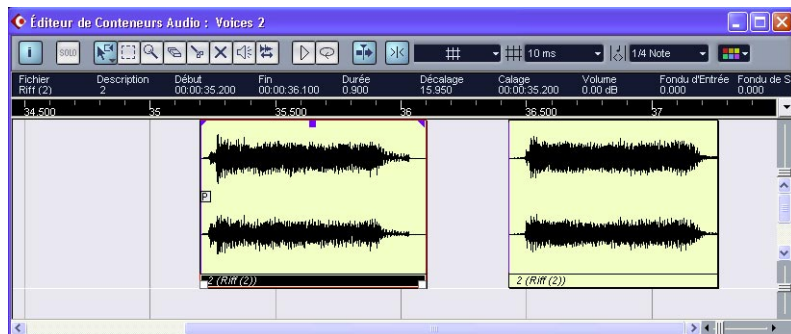 Éditeur de Conteneurs Audio : Voices 2
i SOLO 10 ms 1/4 Note
Fichier Description Début Fin Durée Décalage Calage Volume Fondu d'Entrée Fondu de S
Riff (2) 2 00:00:35.200 00:00:36.100 0.900 15.950 00:00:35.200 0.00 dB 0.000 0.000
34.500 35 35.500 36 36.500 37
P
2 (Riff (2)) 2 (Riff (2))